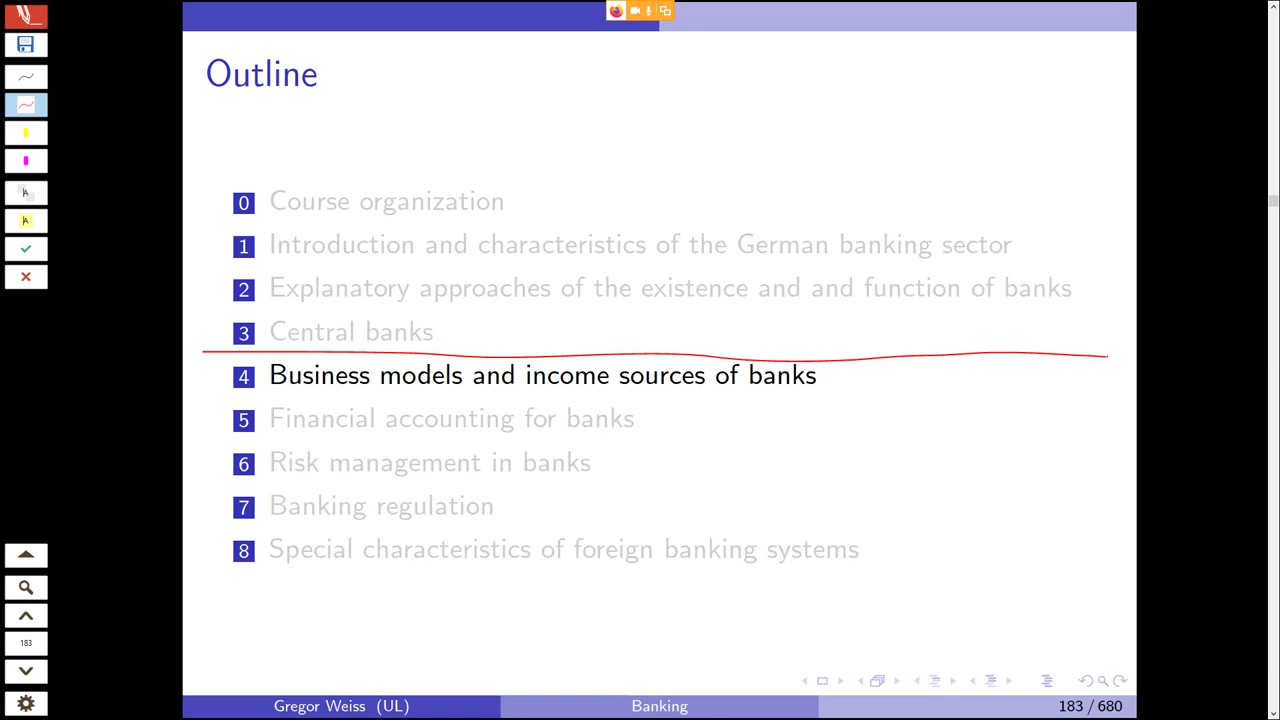 Outline
0 Course organization
1 Introduction and characteristics of the German banking sector
2 Explanatory approaches of the existence and and function of banks
3 Central banks
4 Business models and income sources of banks
5 Financial accounting for banks
6 Risk management in banks
7 Banking regulation
8 Special characteristics of foreign banking systems
183
Gregor Weiss (UL) Banking 183 / 680